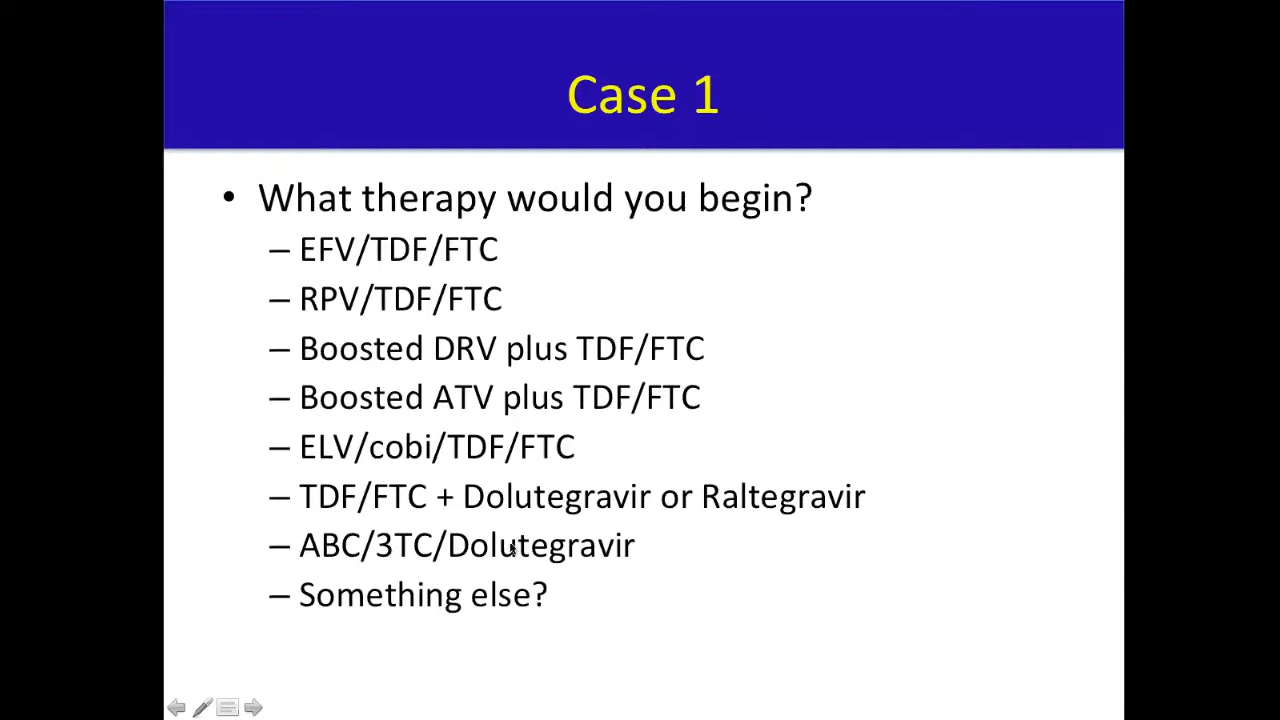 Case 1
• What therapy would you begin?
– EFV/TDF/FTC
– RPV/TDF/FTC
– Boosted DRV plus TDF/FTC
– Boosted ATV plus TDF/FTC
– ELV/cobi/TDF/FTC
– TDF/FTC + Dolutegravir or Raltegravir
– ABC/3TC/Dolutegravir
– Something else?